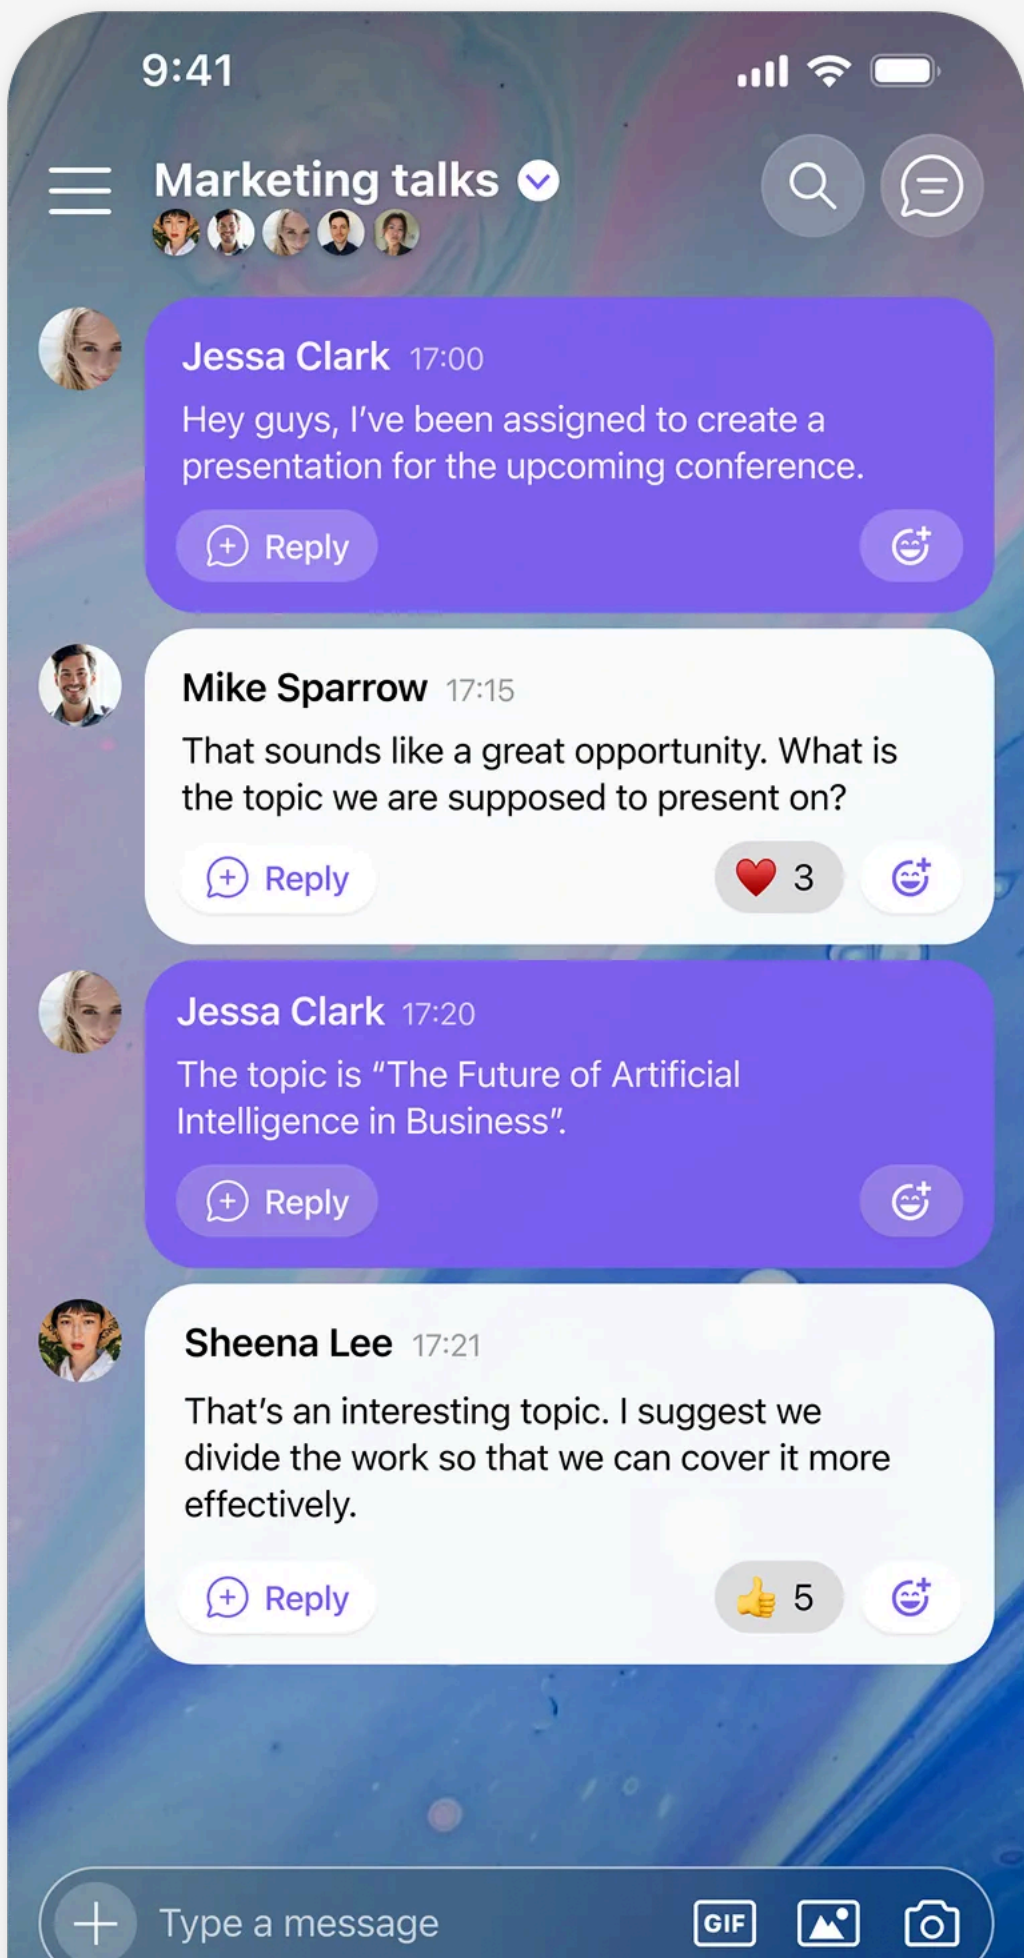 9:41
Marketing talks
Jessa Clark 17:00
Hey guys, I’ve been assigned to create a
presentation for the upcoming conference.
Reply
Mike Sparrow 17:15
That sounds like a great opportunity. What is
the topic we are supposed to present on?
Reply
3
Jessa Clark 17:20
The topic is “The Future of Artificial
Intelligence in Business”.
Reply
Sheena Lee 17:21
That’s an interesting topic. I suggest we
divide the work so that we can cover it more
effectively.
Reply
5
Type a message
GIF